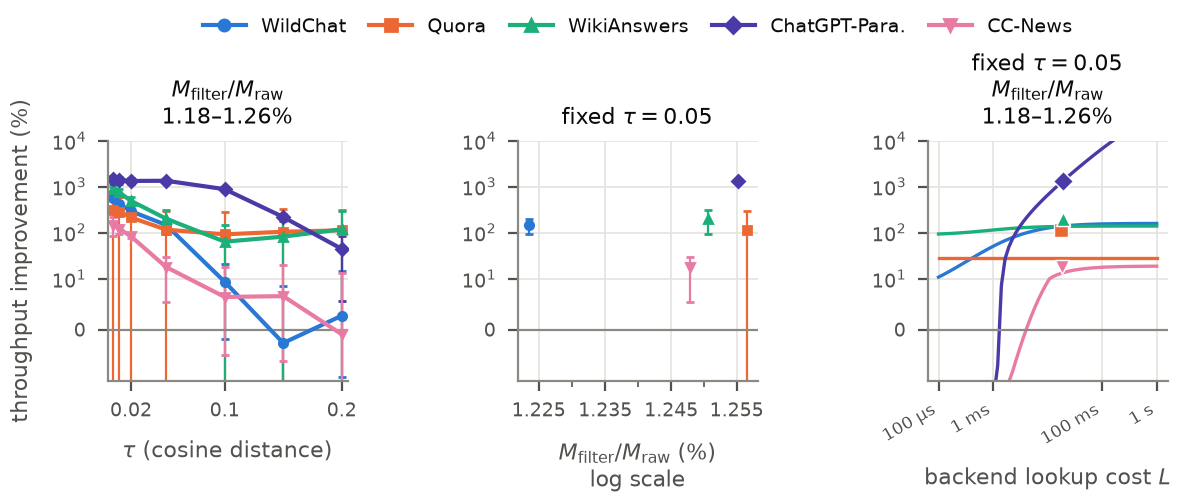 WildChat Quora WikiAnswers ChatGPT-Para. CC-News
throughput improvement (%)
M_filter/M_raw
1.18–1.26%
10^4
10^3
10^2
10^1
0
0.02 0.1 0.2
τ (cosine distance)
fixed τ = 0.05
10^4
10^3
10^2
10^1
0
1.225 1.235 1.245 1.255
M_filter/M_raw (%)
log scale
fixed τ = 0.05
M_filter/M_raw
1.18–1.26%
10^4
10^3
10^2
10^1
0
100 μs 1 ms 100 ms 1 s
backend lookup cost L